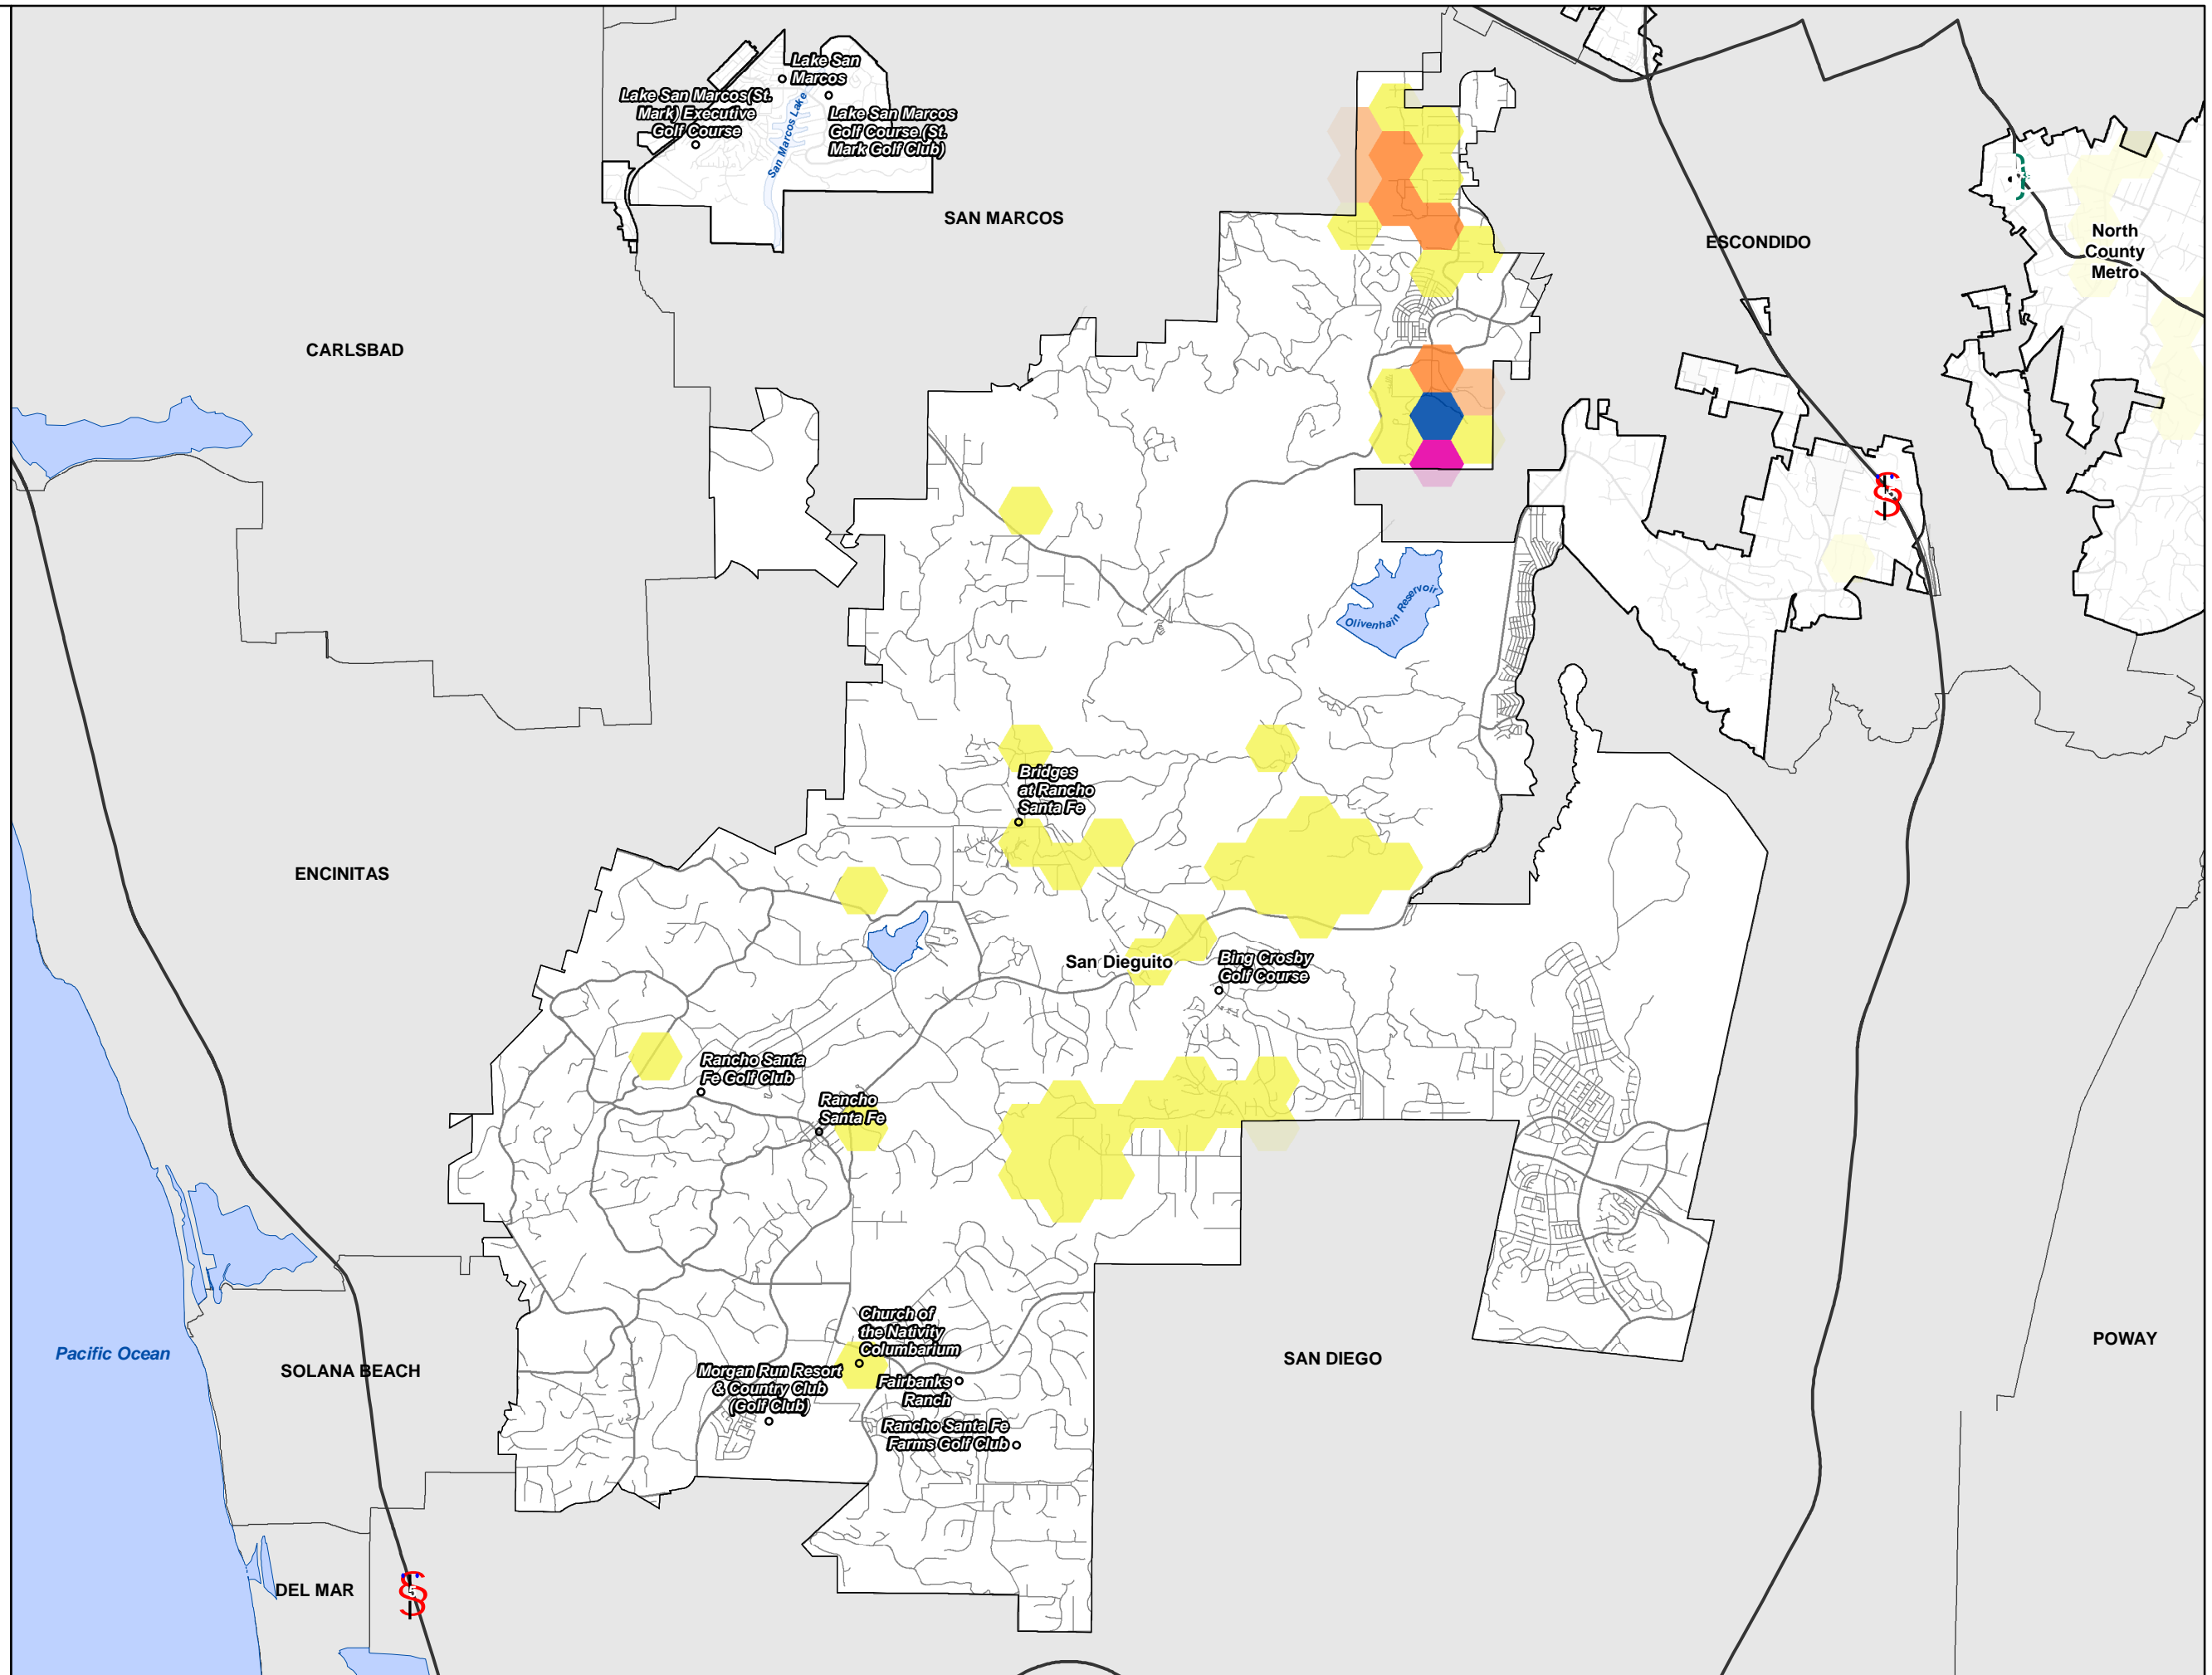 Lake San
Marcos
Lake San Marcos(St.
Mark) Executive
Golf Course
Lake San Marcos
Golf Course (St.
Mark Golf Club)
San Marcos Lake
SAN MARCOS
ESCONDIDO
North
County
Metro
CARLSBAD
Olivenhain Reservoir
Bridges
at Rancho
Santa Fe
ENCINITAS
San Dieguito
Bing Crosby
Golf Course
Rancho Santa
Fe Golf Club
Rancho
Santa Fe
Church of
the Nativity
Columbarium
Morgan Run Resort
& Country Club
(Golf Club)
Fairbanks
Ranch
Rancho Santa Fe
Farms Golf Club
Pacific Ocean
SOLANA BEACH
SAN DIEGO
POWAY
DEL MAR